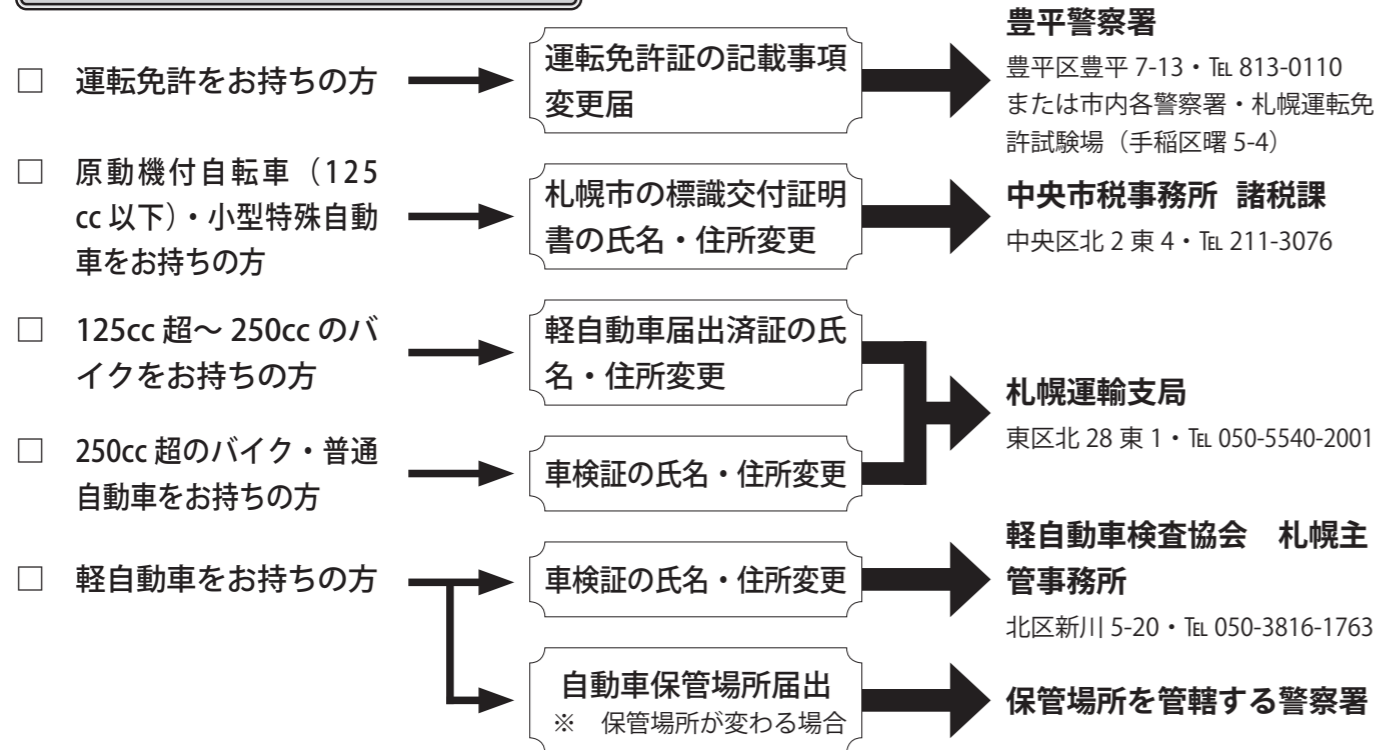 □ 運転免許をお持ちの方
運転免許証の記載事項
変更届
豊平警察署
豊平区豊平 7-13・℡ 813-0110
または市内各警察署・札幌運転免
許試験場（手稲区曙 5-4）
□ 原動機付自転車（125
cc 以下）・小型特殊自動
車をお持ちの方
札幌市の標識交付証明
書の氏名・住所変更
中央市税事務所 諸税課
中央区北 2 東 4・℡ 211-3076
□ 125cc 超～ 250cc のバ
イクをお持ちの方
軽自動車届出済証の氏
名・住所変更
□ 250cc 超のバイク・普通
自動車をお持ちの方
車検証の氏名・住所変更
札幌運輸支局
東区北 28 東 1・℡ 050-5540-2001
□ 軽自動車をお持ちの方
車検証の氏名・住所変更
軽自動車検査協会　札幌主
管事務所
北区新川 5-20・℡ 050-3816-1763
自動車保管場所届出
※　保管場所が変わる場合
保管場所を管轄する警察署